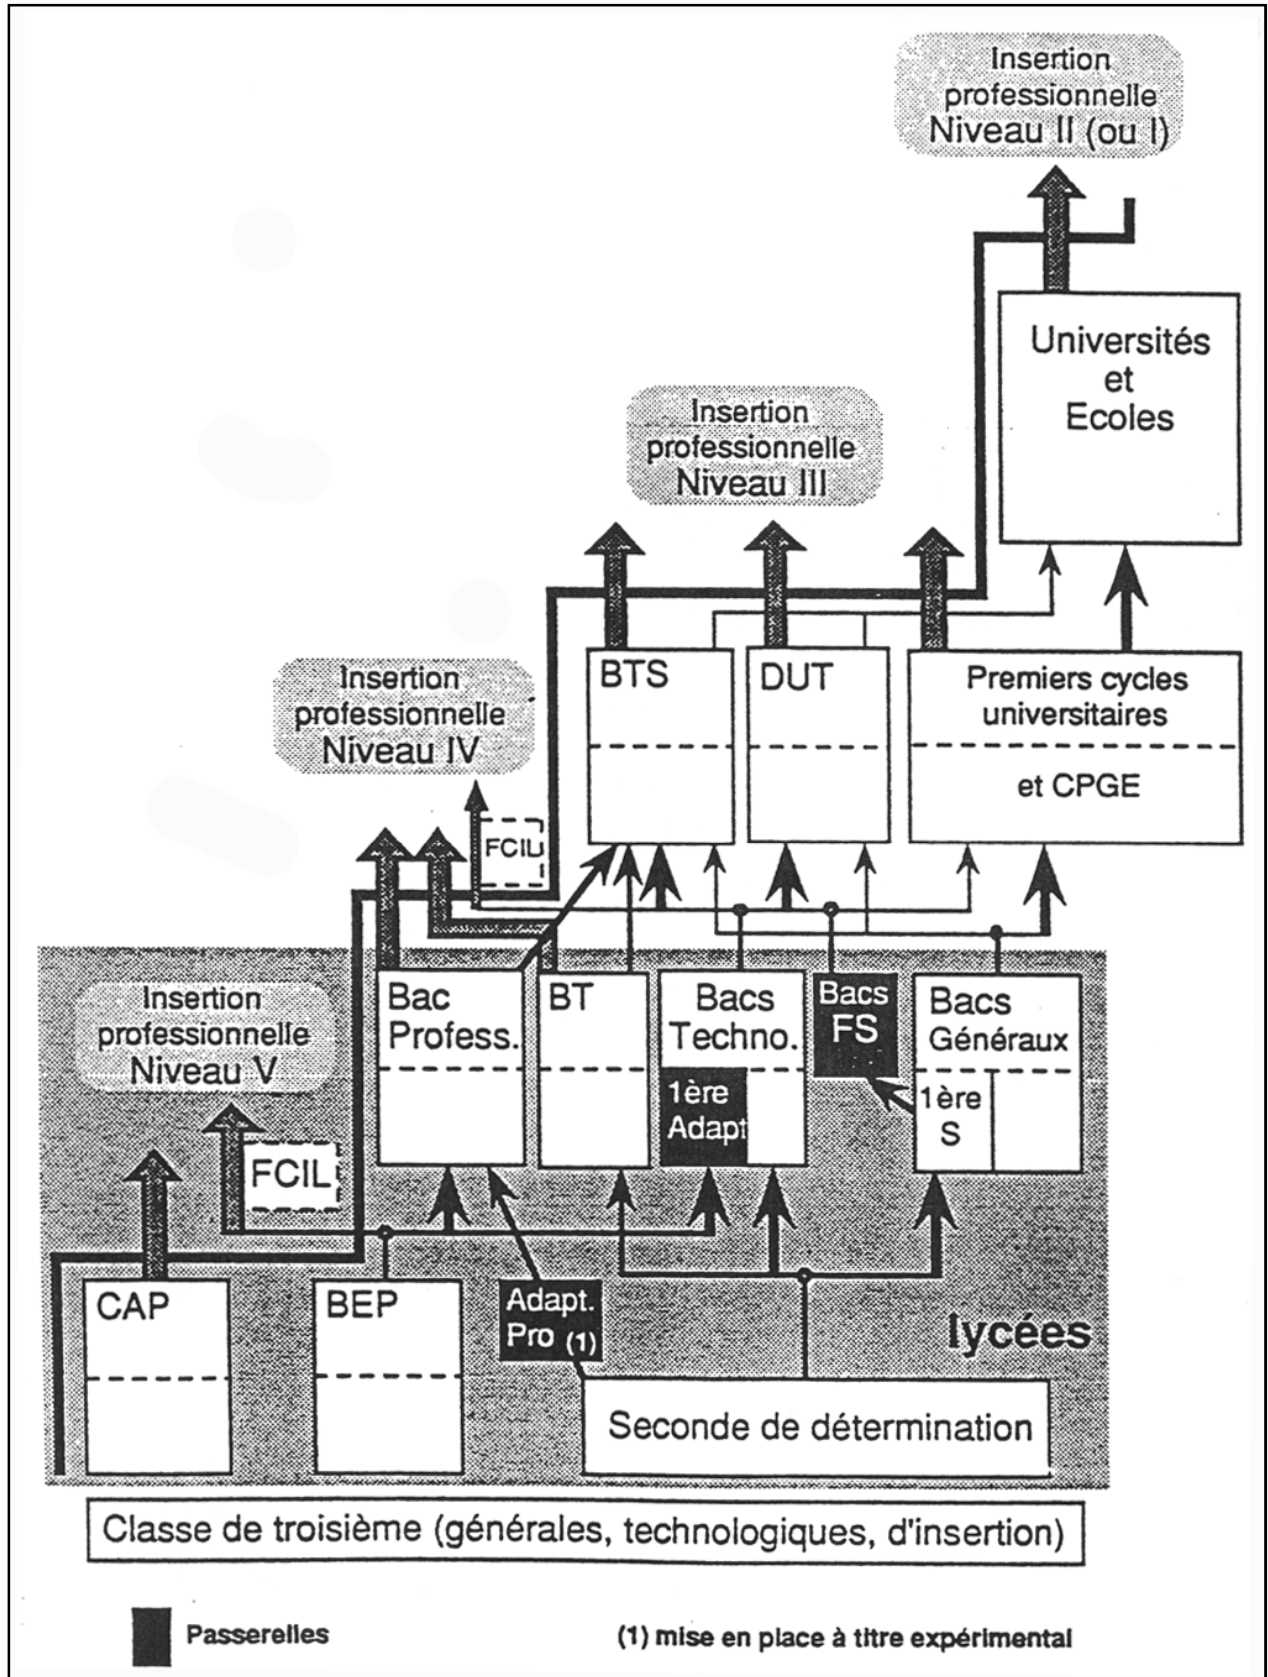 Insertion
professionnelle
Niveau II (ou I)
Universités
et
Ecoles
Insertion
professionnelle
Niveau III
BTS
DUT
Premiers cycles
universitaires
et CPGE
Insertion
professionnelle
Niveau IV
FCIL
Bac
Profess.
BT
Bacs
Techno.
1ère
Adapt
Bacs
FS
Bacs
Généraux
1ère
S
Insertion
professionnelle
Niveau V
FCIL
CAP
BEP
Adapt.
Pro (1)
lycées
Seconde de détermination
Classe de troisième (générales, technologiques, d'insertion)
Passerelles
(1) mise en place à titre expérimental